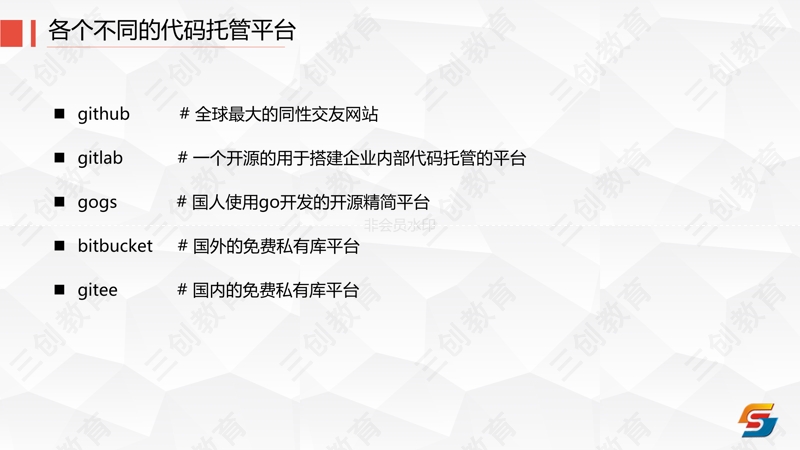 各个不同的代码托管平台
■ github # 全球最大的同性交友网站
■ gitlab # 一个开源的用于搭建企业内部代码托管的平台
■ gogs # 国人使用go开发的开源精简平台
非会员水印
■ bitbucket # 国外的免费私有库平台
■ gitee # 国内的免费私有库平台
三创教育